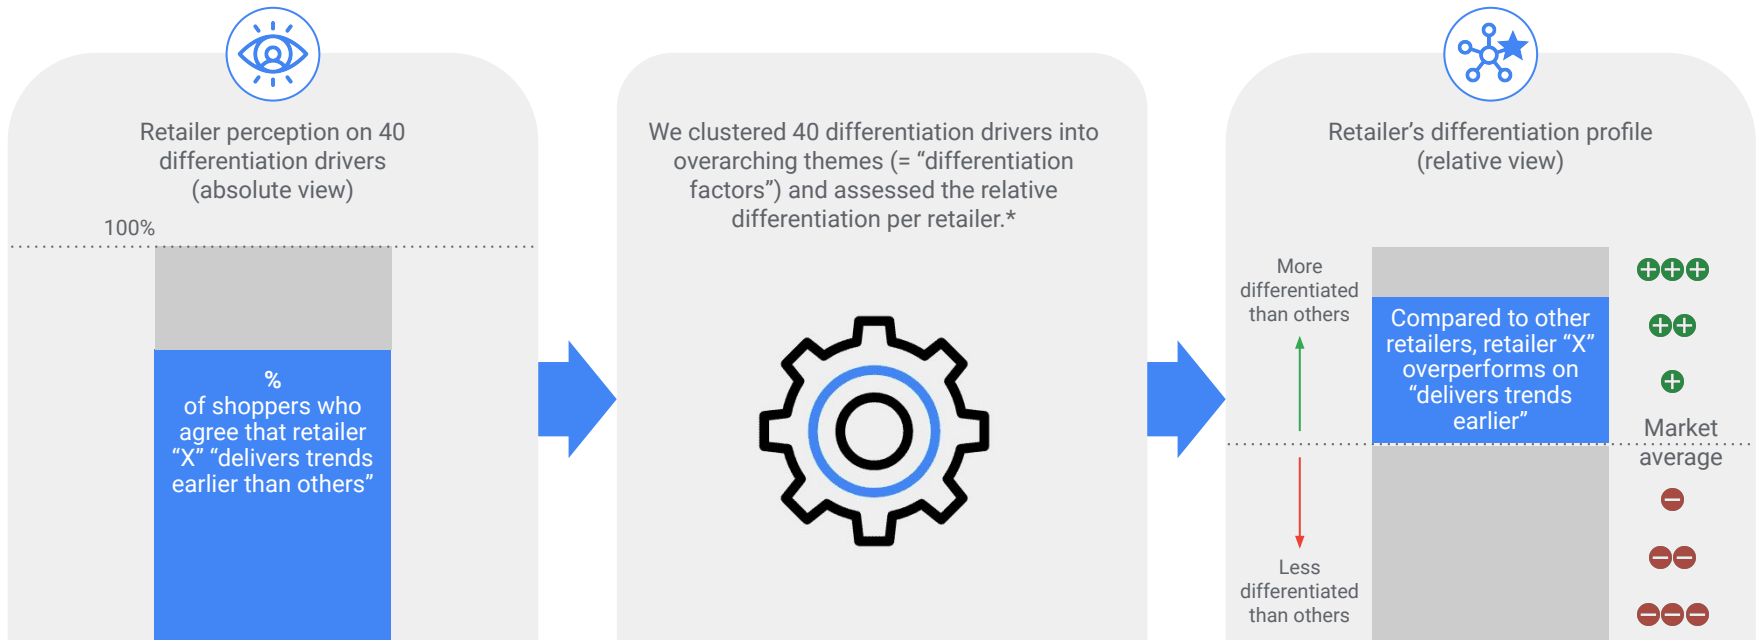 Retailer perception on 40
differentiation drivers
(absolute view)
100%
%
of shoppers who
agree that retailer
“X” “delivers trends
earlier than others”
We clustered 40 differentiation drivers into
overarching themes (= “differentiation
factors”) and assessed the relative
differentiation per retailer.*
Retailer’s differentiation profile
(relative view)
More
differentiated
than others
Compared to other
retailers, retailer “X”
overperforms on
“delivers trends
earlier”
Market
average
Less
differentiated
than others